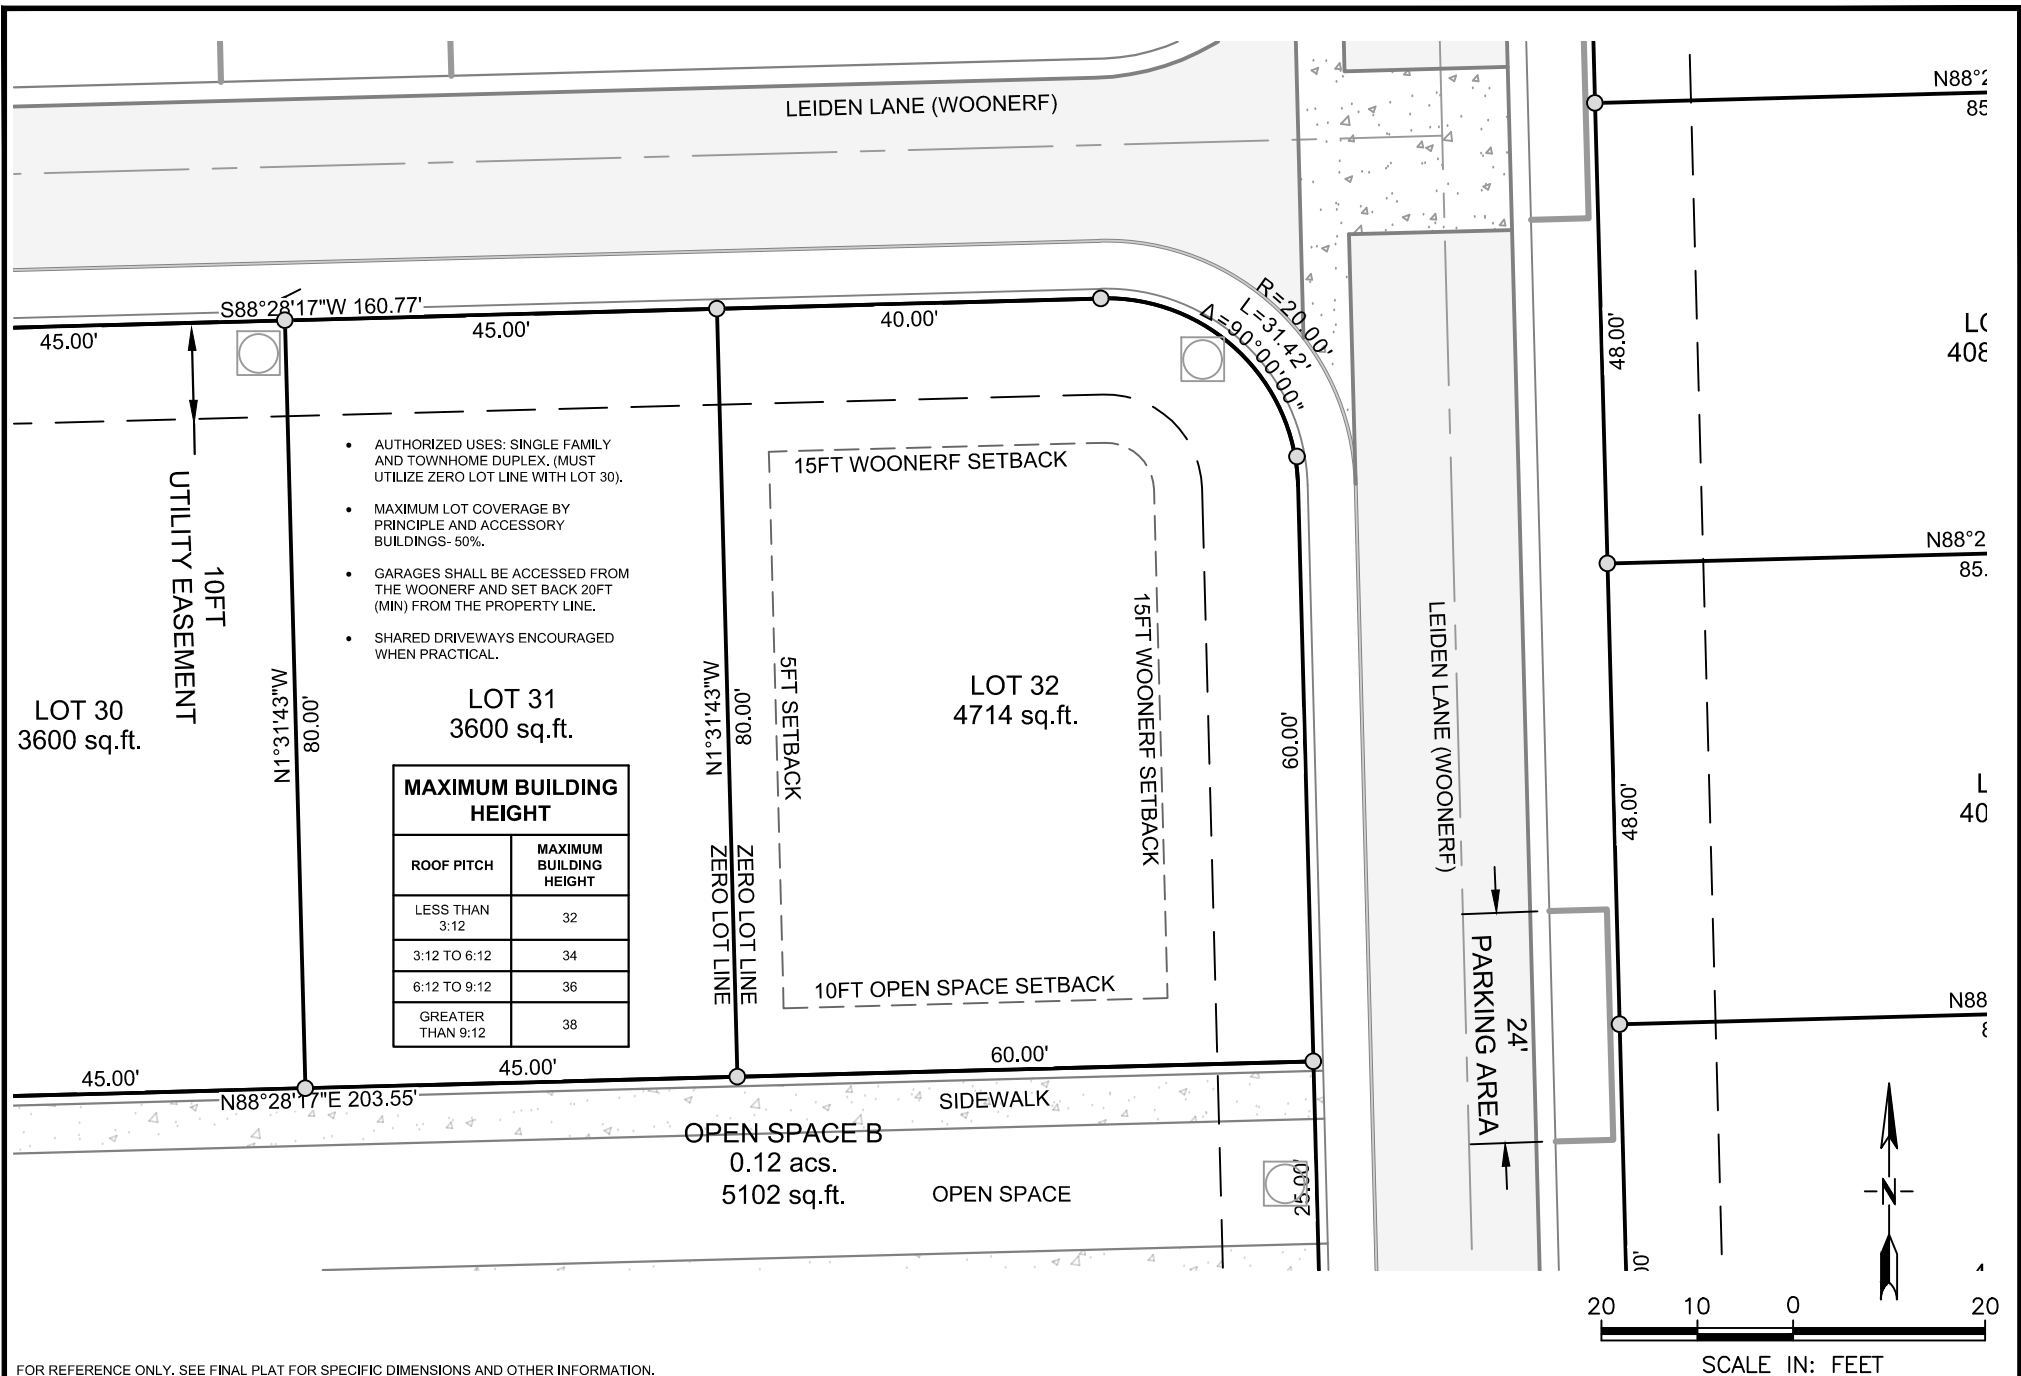 LEIDEN LANE (WOONERF)
N88°2
85
S88°28'17"W 160.77'
45.00'
45.00'
40.00'
R=20.00'
L=31.42'
Δ=90°00'00"
48.00'
408
10FT
UTILITY EASEMENT
• AUTHORIZED USES: SINGLE FAMILY
AND TOWNHOME DUPLEX. (MUST
UTILIZE ZERO LOT LINE WITH LOT 30).
• MAXIMUM LOT COVERAGE BY
PRINCIPLE AND ACCESSORY
BUILDINGS- 50%.
• GARAGES SHALL BE ACCESSED FROM
THE WOONERF AND SET BACK 20FT
(MIN) FROM THE PROPERTY LINE.
• SHARED DRIVEWAYS ENCOURAGED
WHEN PRACTICAL.
15FT WOONERF SETBACK
N88°2
85.
LOT 30
3600 sq.ft.
N1°31'43"W
80.00'
LOT 31
3600 sq.ft.
N1°31'43"W
80.00'
5FT SETBACK
LOT 32
4714 sq.ft.
15FT WOONERF SETBACK
60.00'
LEIDEN LANE (WOONERF)
48.00'
L
40
MAXIMUM BUILDING
HEIGHT
ROOF PITCH
MAXIMUM
BUILDING
HEIGHT
LESS THAN
3:12
32
3:12 TO 6:12
34
6:12 TO 9:12
36
GREATER
THAN 9:12
38
ZERO LOT LINE
ZERO LOT LINE
10FT OPEN SPACE SETBACK
24'
PARKING AREA
N88
45.00'
45.00'
60.00'
N88°28'17"E 203.55'
SIDEWALK
OPEN SPACE B
0.12 acs.
5102 sq.ft.
OPEN SPACE
25.00'
N
20 10 0 20
SCALE IN: FEET
FOR REFERENCE ONLY. SEE FINAL PLAT FOR SPECIFIC DIMENSIONS AND OTHER INFORMATION.